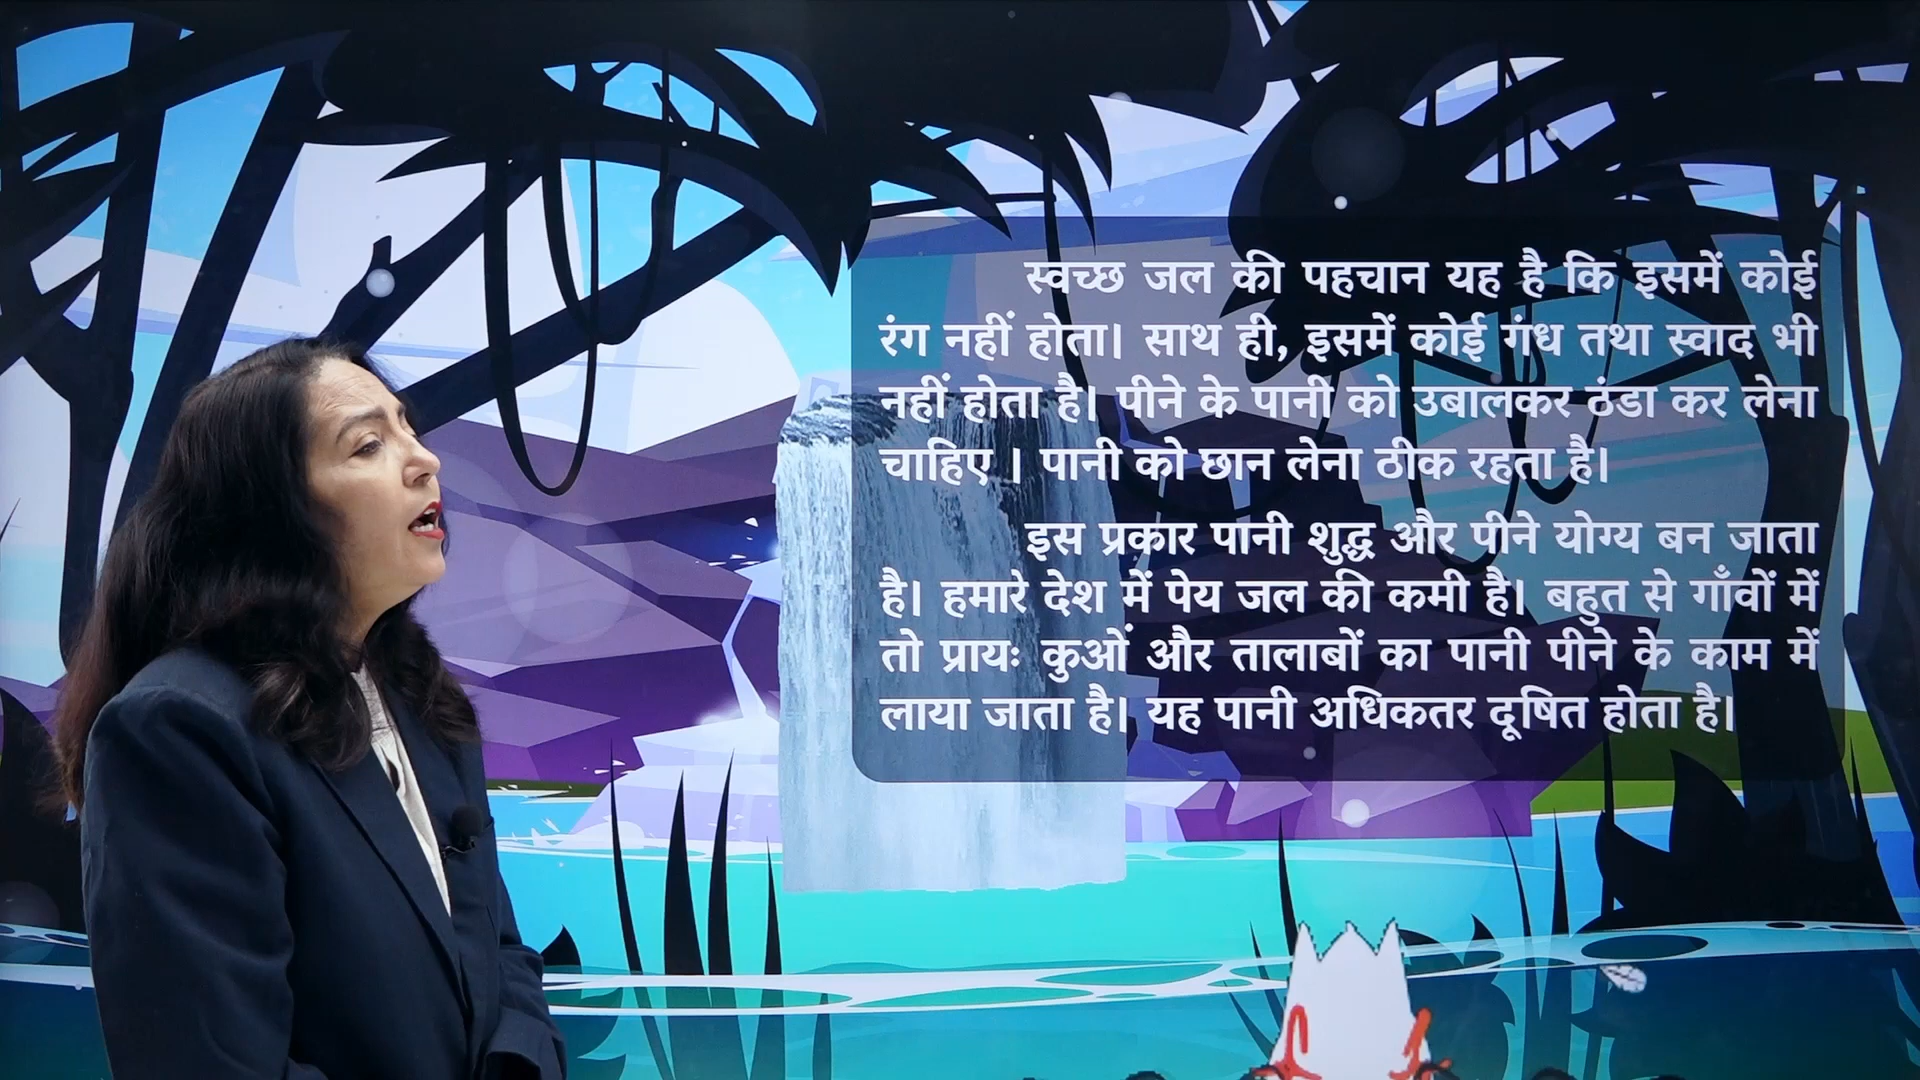 स्वच्छ जल की पहचान यह है कि इसमें कोई
रंग नहीं होता। साथ ही, इसमें कोई गंध तथा स्वाद भी
नहीं होता है। पीने के पानी को उबालकर ठंडा कर लेना
चाहिए । पानी को छान लेना ठीक रहता है।
इस प्रकार पानी शुद्ध और पीने योग्य बन जाता
है। हमारे देश में पेय जल की कमी है। बहुत से गाँवों में
तो प्रायः कुओं और तालाबों का पानी पीने के काम में
लाया जाता है। यह पानी अधिकतर दूषित होता है।